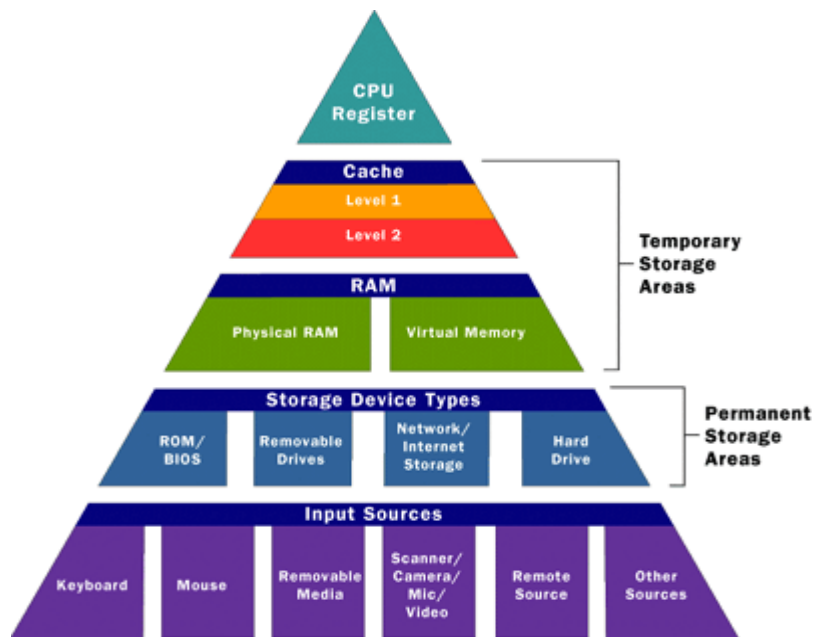 CPU
Register
Cache
Level 1
Level 2
Temporary
Storage
Areas
RAM
Physical RAM
Virtual Memory
Storage Device Types
ROM/
BIOS
Removable
Drives
Network/
Internet
Storage
Hard
Drive
Permanent
Storage
Areas
Input Sources
Keyboard
Mouse
Removable
Media
Scanner/
Camera/
Mic/
Video
Remote
Source
Other
Sources